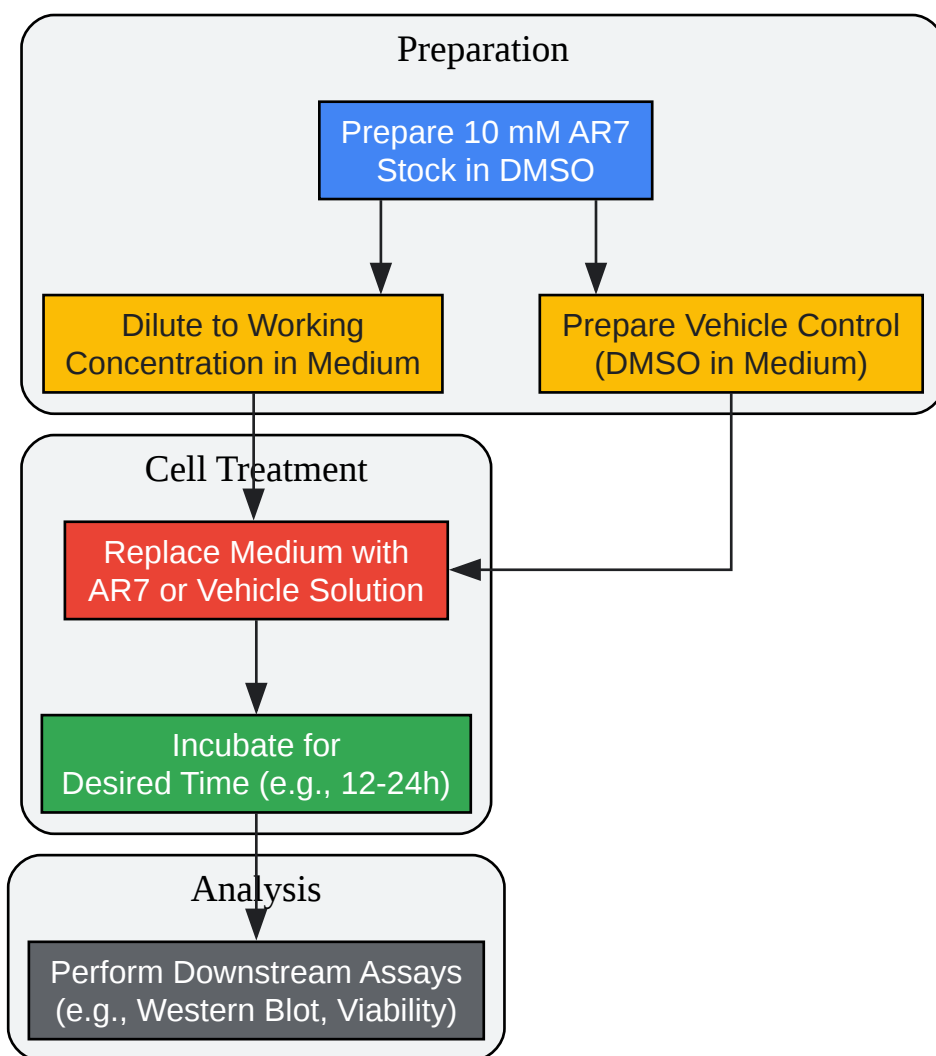 Preparation
Prepare 10 mM AR7
Stock in DMSO
Dilute to Working
Concentration in Medium
Prepare Vehicle Control
(DMSO in Medium)
Cell Treatment
Replace Medium with
AR7 or Vehicle Solution
Incubate for
Desired Time (e.g., 12-24h)
Analysis
Perform Downstream Assays
(e.g., Western Blot, Viability)